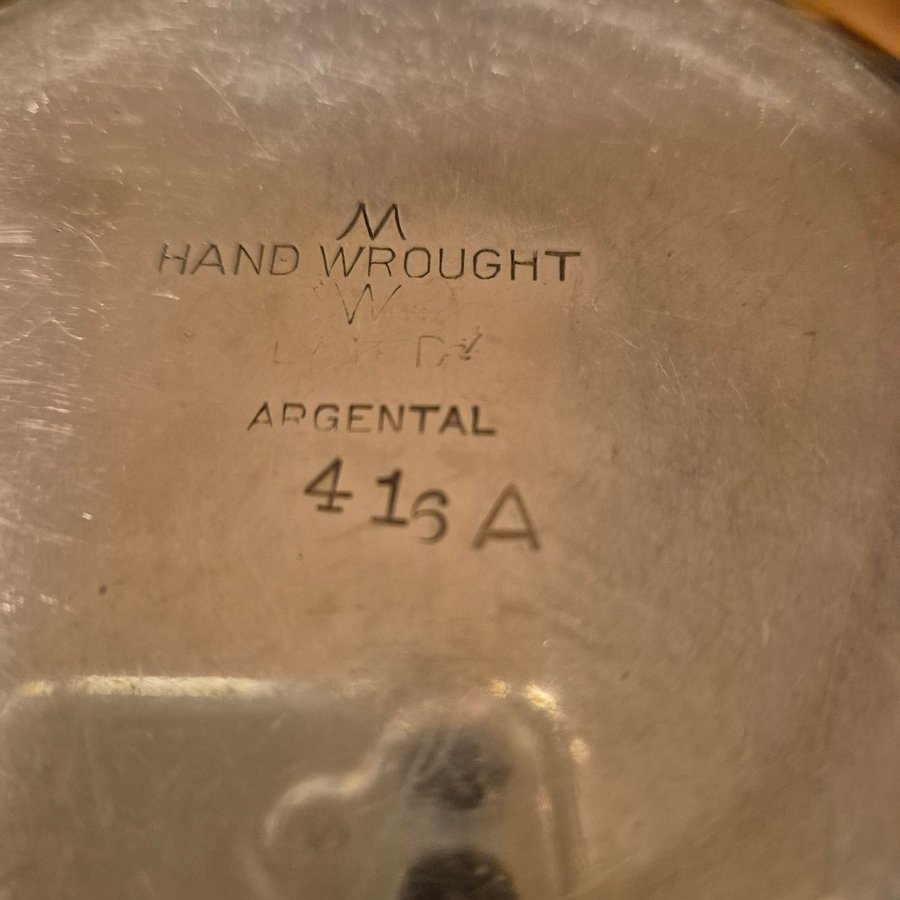 M
HAND WROUGHT
W
ARGENTAL
416 A